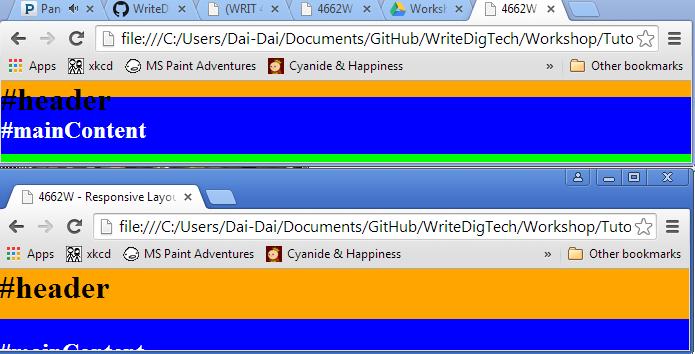 Pan WriteD (WRIT 4 4662W Worksh 4662W
file:///C:/Users/Dai-Dai/Documents/GitHub/WriteDigTech/Workshop/Tuto
Apps xkcd MS Paint Adventures Cyanide & Happiness » Other bookmarks
#header
#mainContent
4662W - Responsive Layou
file:///C:/Users/Dai-Dai/Documents/GitHub/WriteDigTech/Workshop/Tuto
Apps xkcd MS Paint Adventures Cyanide & Happiness » Other bookmarks
#header
#mainContent